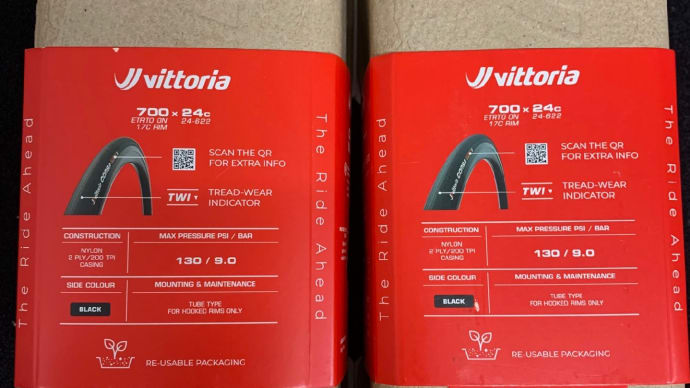 vittoria
700 x 24c
ETRTO ON 24-622
17C RIM
SCAN THE QR
FOR EXTRA INFO
TWI
TREAD-WEAR
INDICATOR
CONSTRUCTION
MAX PRESSURE PSI / BAR
NYLON
2 PLY/200 TPI
CASING
130 / 9.0
SIDE COLOUR
MOUNTING & MAINTENANCE
BLACK
TUBE TYPE
FOR HOOKED RIMS ONLY
RE-USABLE PACKAGING
The Ride Ahead
The Ride Ahead
vittoria
700 x 24c
ETRTO ON 24-622
17C RIM
SCAN THE QR
FOR EXTRA INFO
TWI
TREAD-WEAR
INDICATOR
CONSTRUCTION
MAX PRESSURE PSI / BAR
NYLON
2 PLY/200 TPI
CASING
130 / 9.0
SIDE COLOUR
MOUNTING & MAINTENANCE
BLACK
TUBE TYPE
FOR HOOKED RIMS ONLY
RE-USABLE PACKAGING
The Ride Ahead
The Ride Ahead